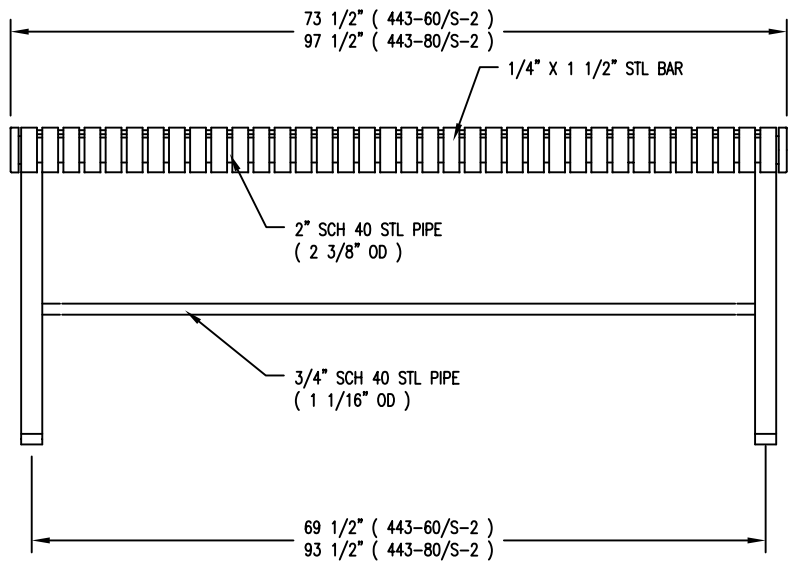 73 1/2" ( 443-60/S-2 )
97 1/2" ( 443-80/S-2 )
1/4" X 1 1/2" STL BAR
2" SCH 40 STL PIPE
( 2 3/8" OD )
3/4" SCH 40 STL PIPE
( 1 1/16" OD )
69 1/2" ( 443-60/S-2 )
93 1/2" ( 443-80/S-2 )